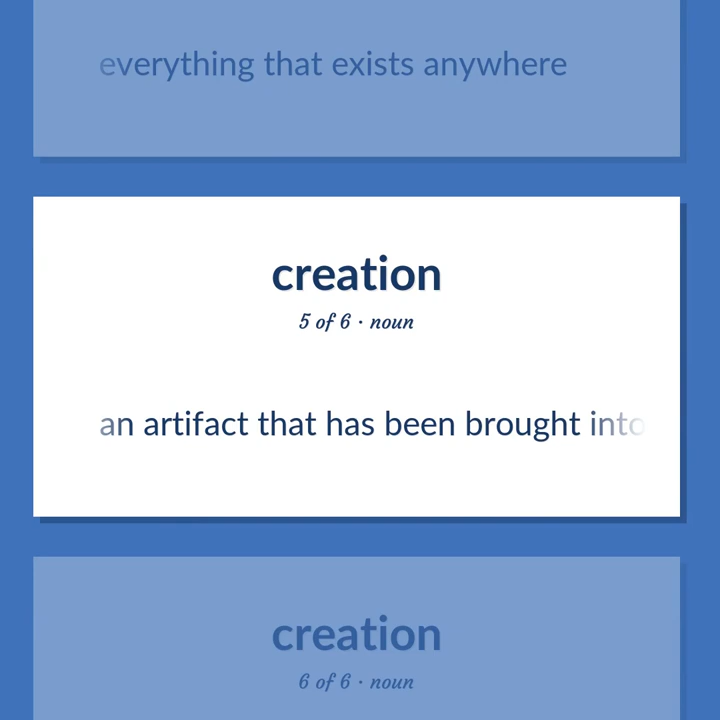 everything that exists anywhere
creation
5 of 6 · noun
an artifact that has been brought into
creation
6 of 6 · noun